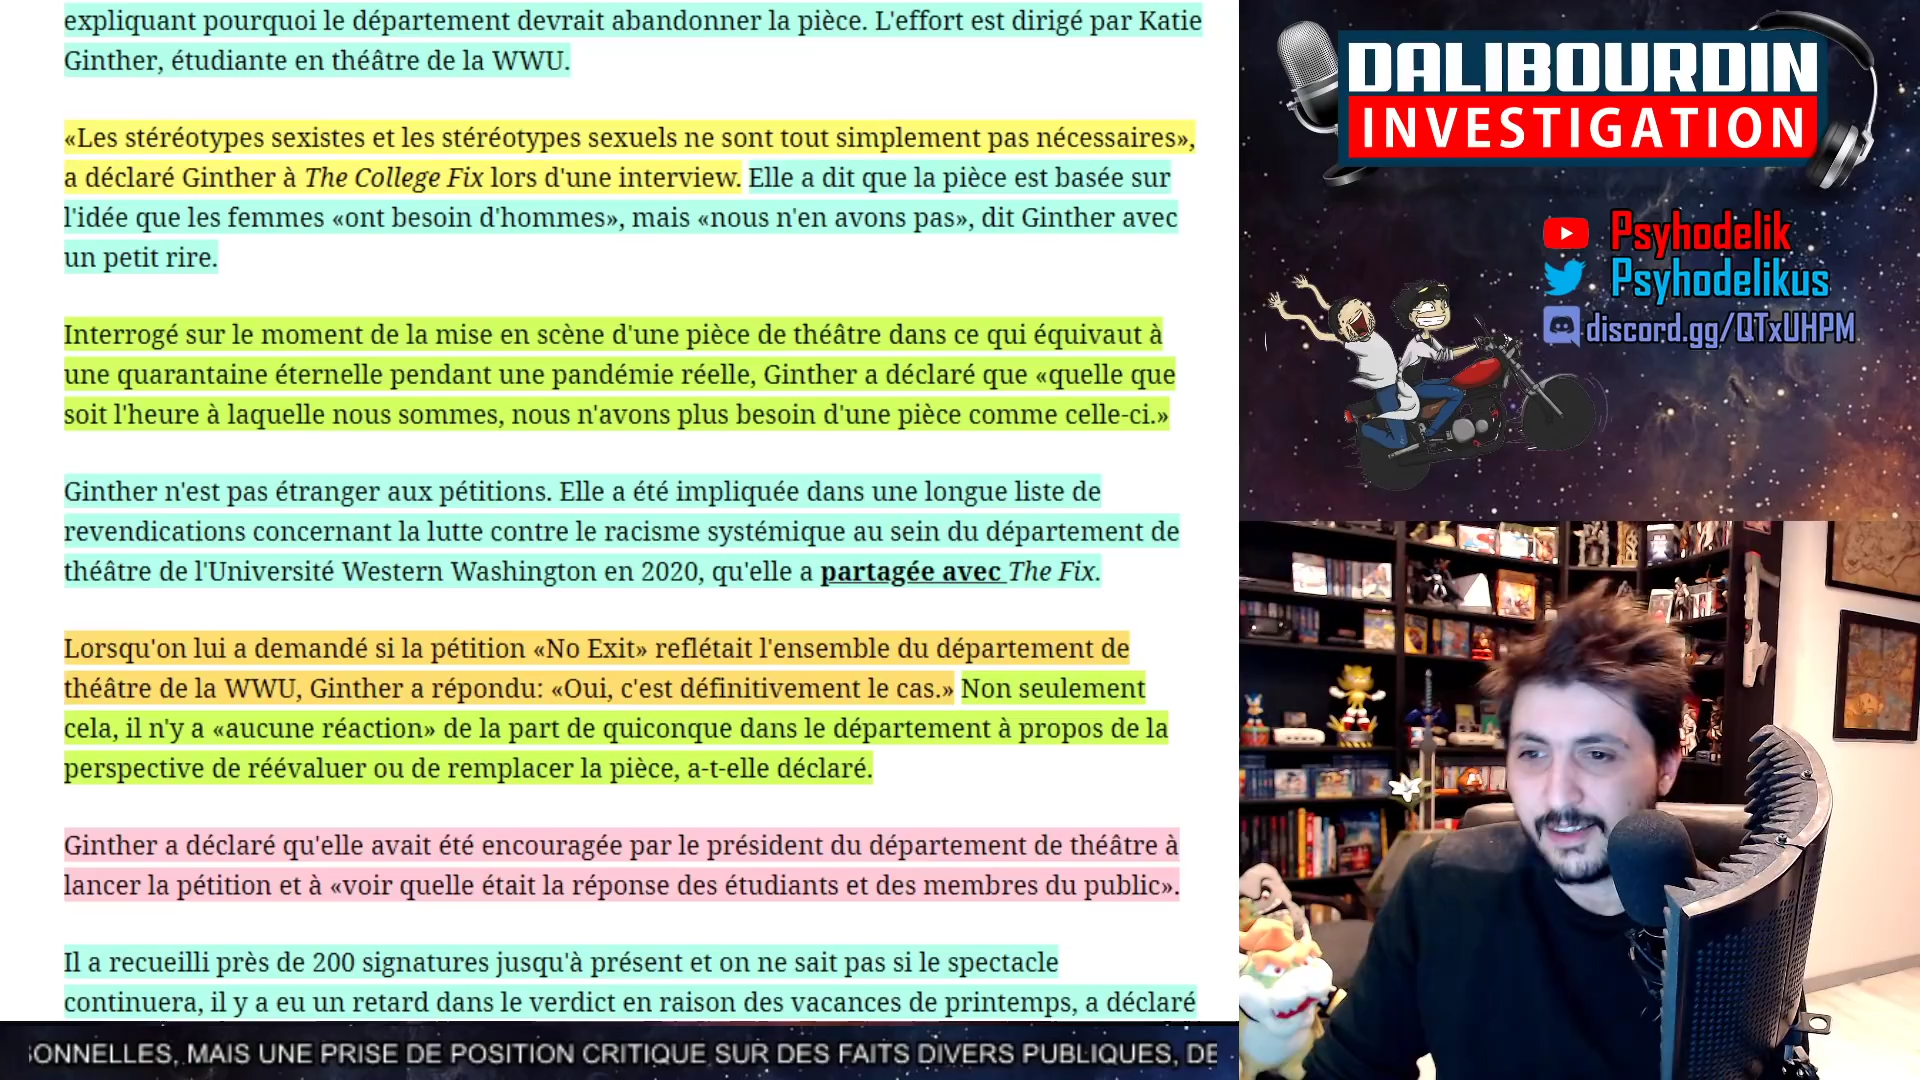 expliquant pourquoi le département devrait abandonner la pièce. L'effort est dirigé par Katie
Ginther, étudiante en théâtre de la WWU.
«Les stéréotypes sexistes et les stéréotypes sexuels ne sont tout simplement pas nécessaires»,
a déclaré Ginther à The College Fix lors d'une interview. Elle a dit que la pièce est basée sur
l'idée que les femmes «ont besoin d'hommes», mais «nous n'en avons pas», dit Ginther avec
un petit rire.
Interrogé sur le moment de la mise en scène d'une pièce de théâtre dans ce qui équivaut à
une quarantaine éternelle pendant une pandémie réelle, Ginther a déclaré que «quelle que
soit l'heure à laquelle nous sommes, nous n'avons plus besoin d'une pièce comme celle-ci.»
Ginther n'est pas étranger aux pétitions. Elle a été impliquée dans une longue liste de
revendications concernant la lutte contre le racisme systémique au sein du département de
théâtre de l'Université Western Washington en 2020, qu'elle a partagée avec The Fix.
Lorsqu'on lui a demandé si la pétition «No Exit» reflétait l'ensemble du département de
théâtre de la WWU, Ginther a répondu: «Oui, c'est définitivement le cas.» Non seulement
cela, il n'y a «aucune réaction» de la part de quiconque dans le département à propos de la
perspective de réévaluer ou de remplacer la pièce, a-t-elle déclaré.
Ginther a déclaré qu'elle avait été encouragée par le président du département de théâtre à
lancer la pétition et à «voir quelle était la réponse des étudiants et des membres du public».
Il a recueilli près de 200 signatures jusqu'à présent et on ne sait pas si le spectacle
continuera, il y a eu un retard dans le verdict en raison des vacances de printemps, a déclaré
ONNELLES, MAIS UNE PRISE DE POSITION CRITIQUE SUR DES FAITS DIVERS PUBLIQUES, DE
DALIBOURDIN
INVESTIGATION
Psyhodelik
Psyhodelikus
discord.gg/QTxUHPM